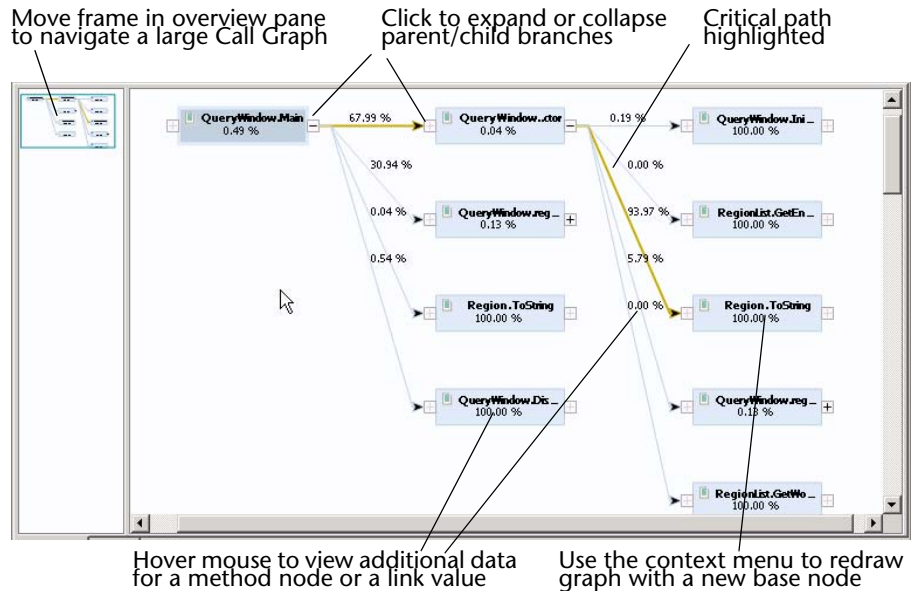 Move frame in overview pane
to navigate a large Call Graph
Click to expand or collapse
parent/child branches
Critical path
highlighted
QueryWindow.Main
0.49 %
67.99 %
QueryWindow..ctor
0.04 %
0.19 %
QueryWindow.Ini...
100.00 %
30.94 %
0.00 %
0.04 %
QueryWindow.reg...
0.13 %
93.97 %
RegionList.GetEn...
100.00 %
0.54 %
5.79 %
Region.ToString
100.00 %
0.00 %
Region.ToString
100.00 %
QueryWindow.Dis...
100.00 %
QueryWindow.reg...
0.13 %
RegionList.GetWo...
100.00 %
Hover mouse to view additional data
for a method node or a link value
Use the context menu to redraw
graph with a new base node